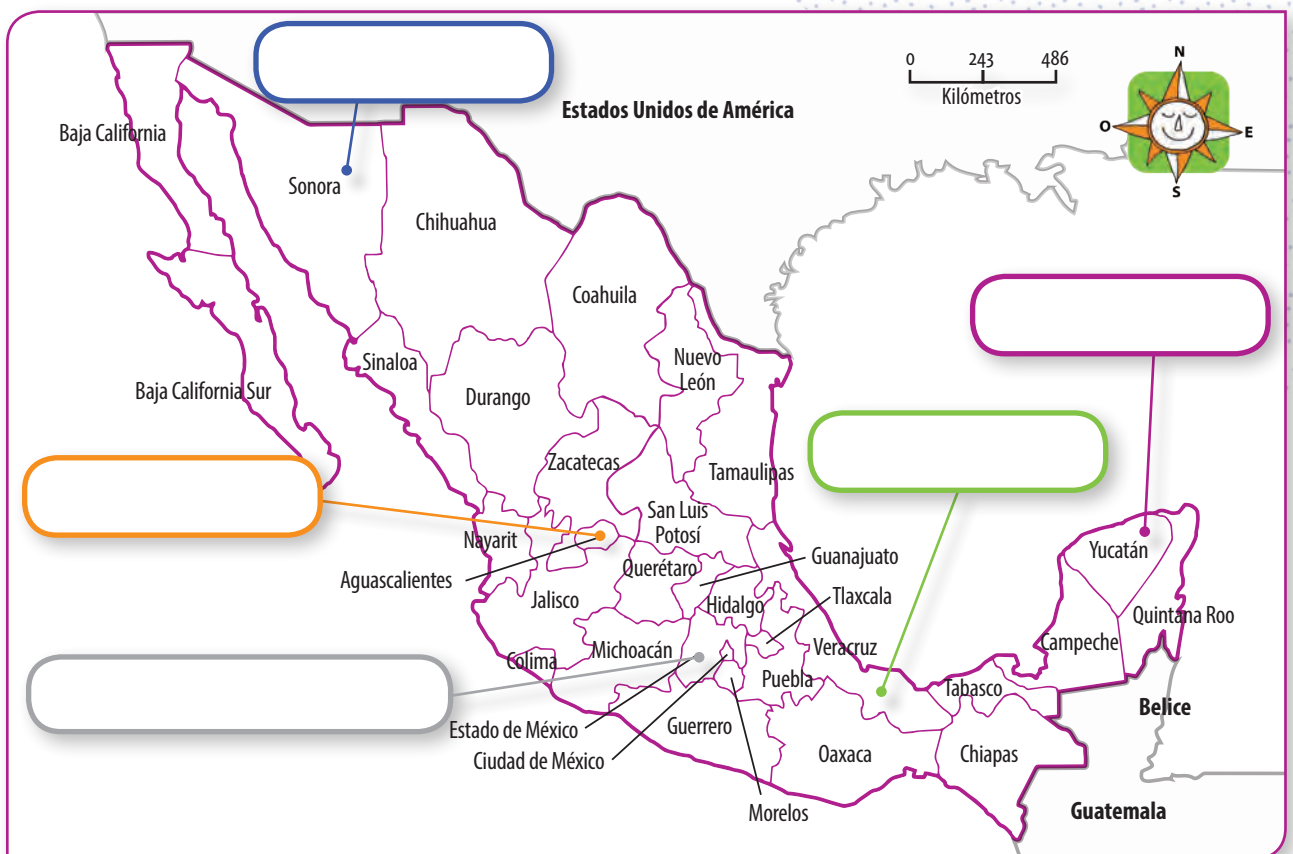 0 243 486
Kilómetros
N
O
E
S
Estados Unidos de América
Baja California
Sonora
Chihuahua
Coahuila
Sinaloa
Nuevo
León
Baja California Sur
Durango
Zacatecas
Tamaulipas
San Luis
Potosí
Nayarit
Guanajuato
Querétaro
Aguascalientes
Jalisco
Hidalgo
Tlaxcala
Yucatán
Quintana Roo
Campeche
Michoacán
Veracruz
Colima
Puebla
Tabasco
Belice
Estado de México
Guerrero
Ciudad de México
Oaxaca
Chiapas
Morelos
Guatemala